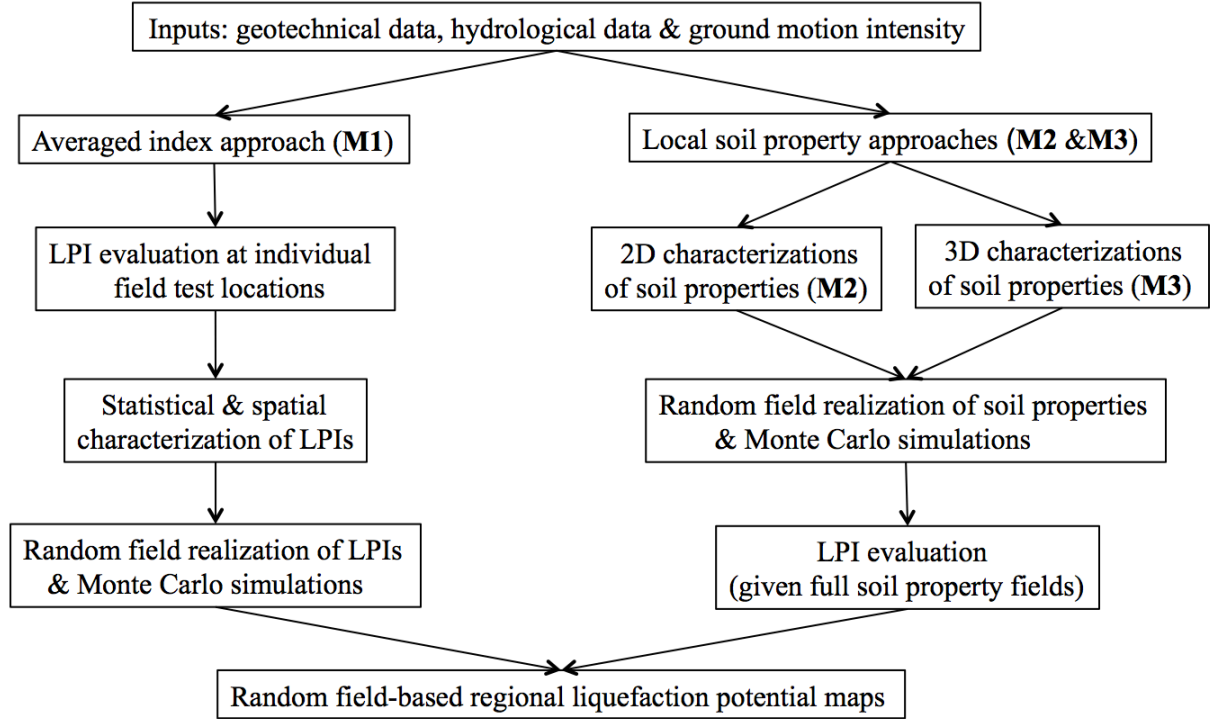 Inputs: geotechnical data, hydrological data & ground motion intensity
Averaged index approach (M1)
Local soil property approaches (M2 &M3)
LPI evaluation at individual
field test locations
2D characterizations
of soil properties (M2)
3D characterizations
of soil properties (M3)
Statistical & spatial
characterization of LPIs
Random field realization of soil properties
& Monte Carlo simulations
Random field realization of LPIs
& Monte Carlo simulations
LPI evaluation
(given full soil property fields)
Random field-based regional liquefaction potential maps